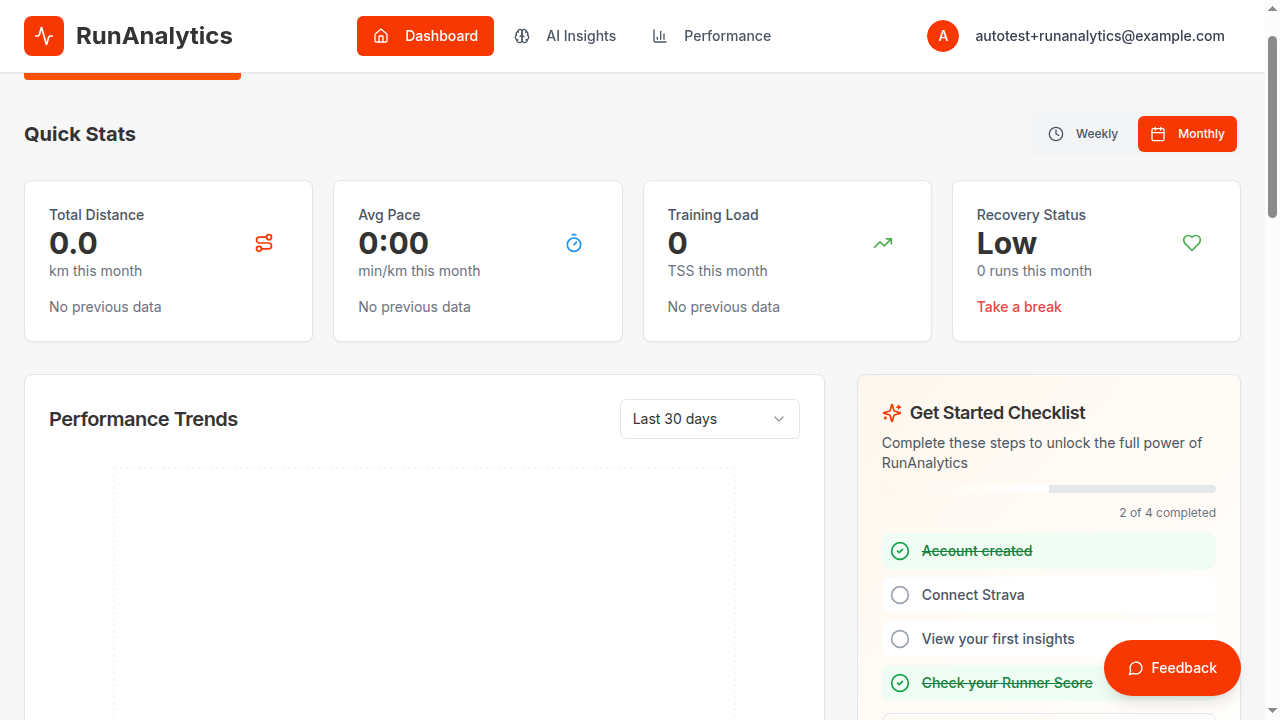 RunAnalytics
Dashboard
AI Insights
Performance
A
autotest+runanalytics@example.com
Quick Stats
Weekly
Monthly
Total Distance
0.0
km this month
No previous data
Avg Pace
0:00
min/km this month
No previous data
Training Load
0
TSS this month
No previous data
Recovery Status
Low
0 runs this month
Take a break
Performance Trends
Last 30 days
Get Started Checklist
Complete these steps to unlock the full power of
RunAnalytics
2 of 4 completed
Account created
Connect Strava
View your first insights
Check your Runner Score
Feedback